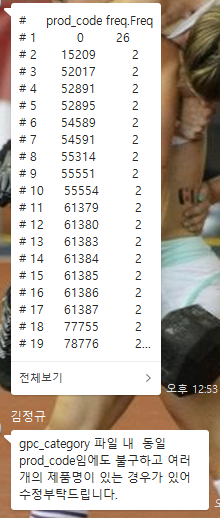 # prod_code freq.Freq
# 1 0 26
# 2 15209 2
# 3 52017 2
# 4 52891 2
# 5 52895 2
# 6 54589 2
# 7 54591 2
# 8 55314 2
# 9 55551 2
# 10 55554 2
# 11 61379 2
# 12 61380 2
# 13 61383 2
# 14 61384 2
# 15 61385 2
# 16 61386 2
# 17 61387 2
# 18 77755 2
# 19 78776 2...
전체보기 >
오후 12:53
김정규
gpc_category 파일 내 동일
prod_code임에도 불구하고 여러
개의 제품명이 있는 경우가 있어
수정부탁드립니다.